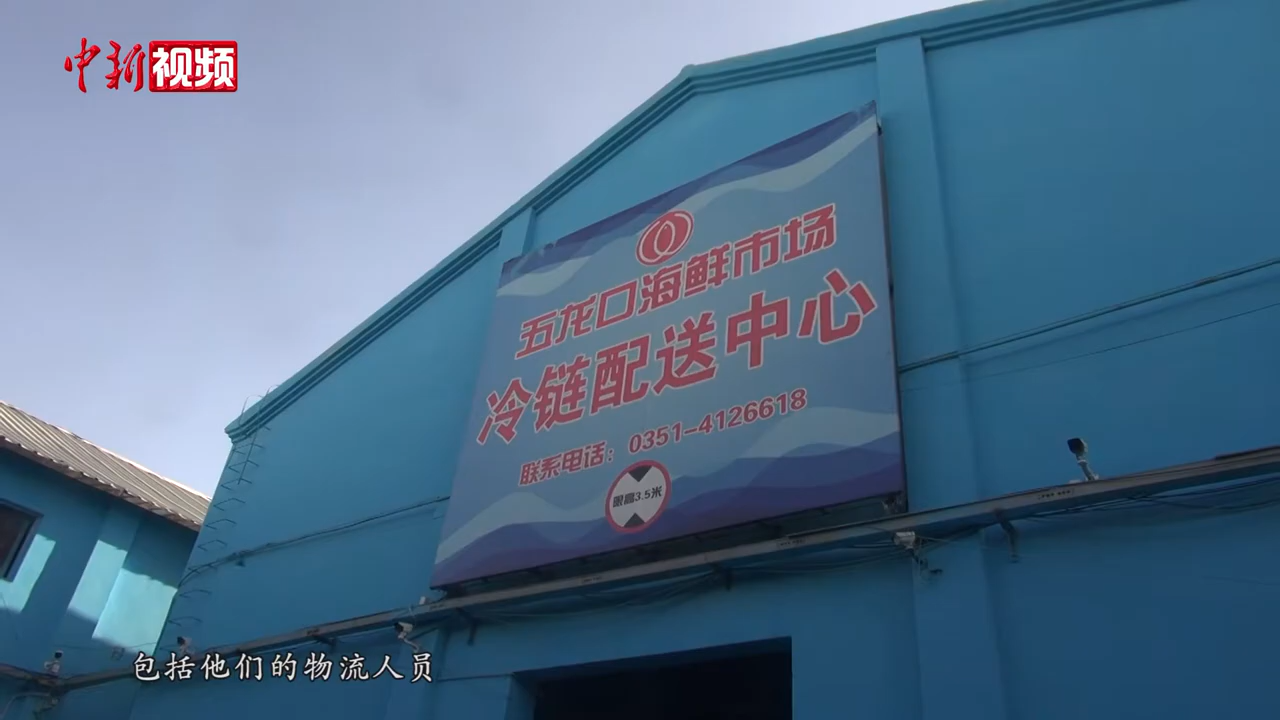 中新视频
五龙口海鲜市场
冷链配送中心
联系电话：0351-4126618
限高3.5米
包括他们的物流人员